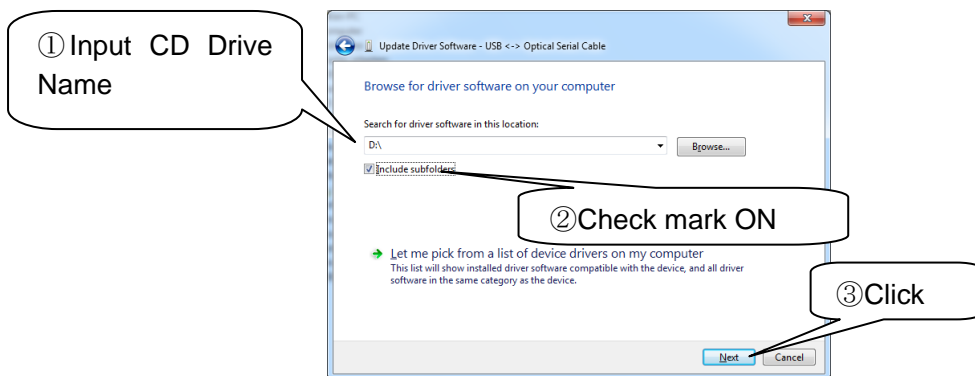 ①Input CD Drive
Name
Update Driver Software - USB <-> Optical Serial Cable
Browse for driver software on your computer
Search for driver software in this location:
D:\
Browse...
Include subfolders
②Check mark ON
Let me pick from a list of device drivers on my computer
This list will show installed driver software compatible with the device, and all driver
software in the same category as the device.
③Click
Next
Cancel